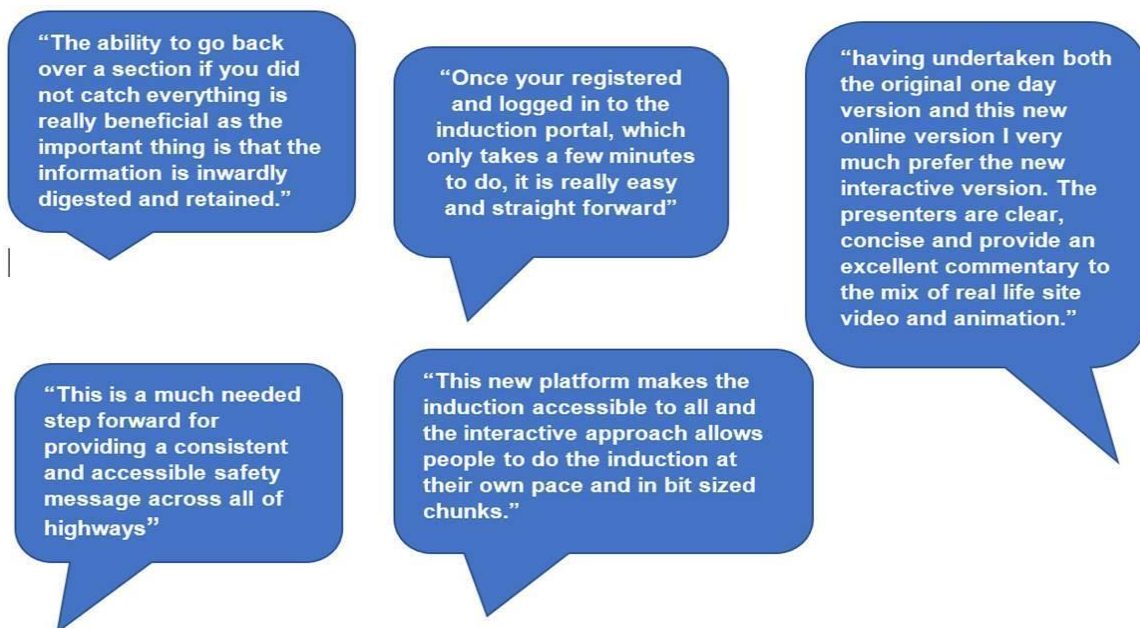 “The ability to go back
over a section if you did
not catch everything is
really beneficial as the
important thing is that the
information is inwardly
digested and retained.”
“Once your registered
and logged in to the
induction portal, which
only takes a few minutes
to do, it is really easy
and straight forward”
“having undertaken both
the original one day
version and this new
online version I very
much prefer the new
interactive version. The
presenters are clear,
concise and provide an
excellent commentary to
the mix of real life site
video and animation.”
“This is a much needed
step forward for
providing a consistent
and accessible safety
message across all of
highways”
“This new platform makes the
induction accessible to all and
the interactive approach allows
people to do the induction at
their own pace and in bit sized
chunks.”